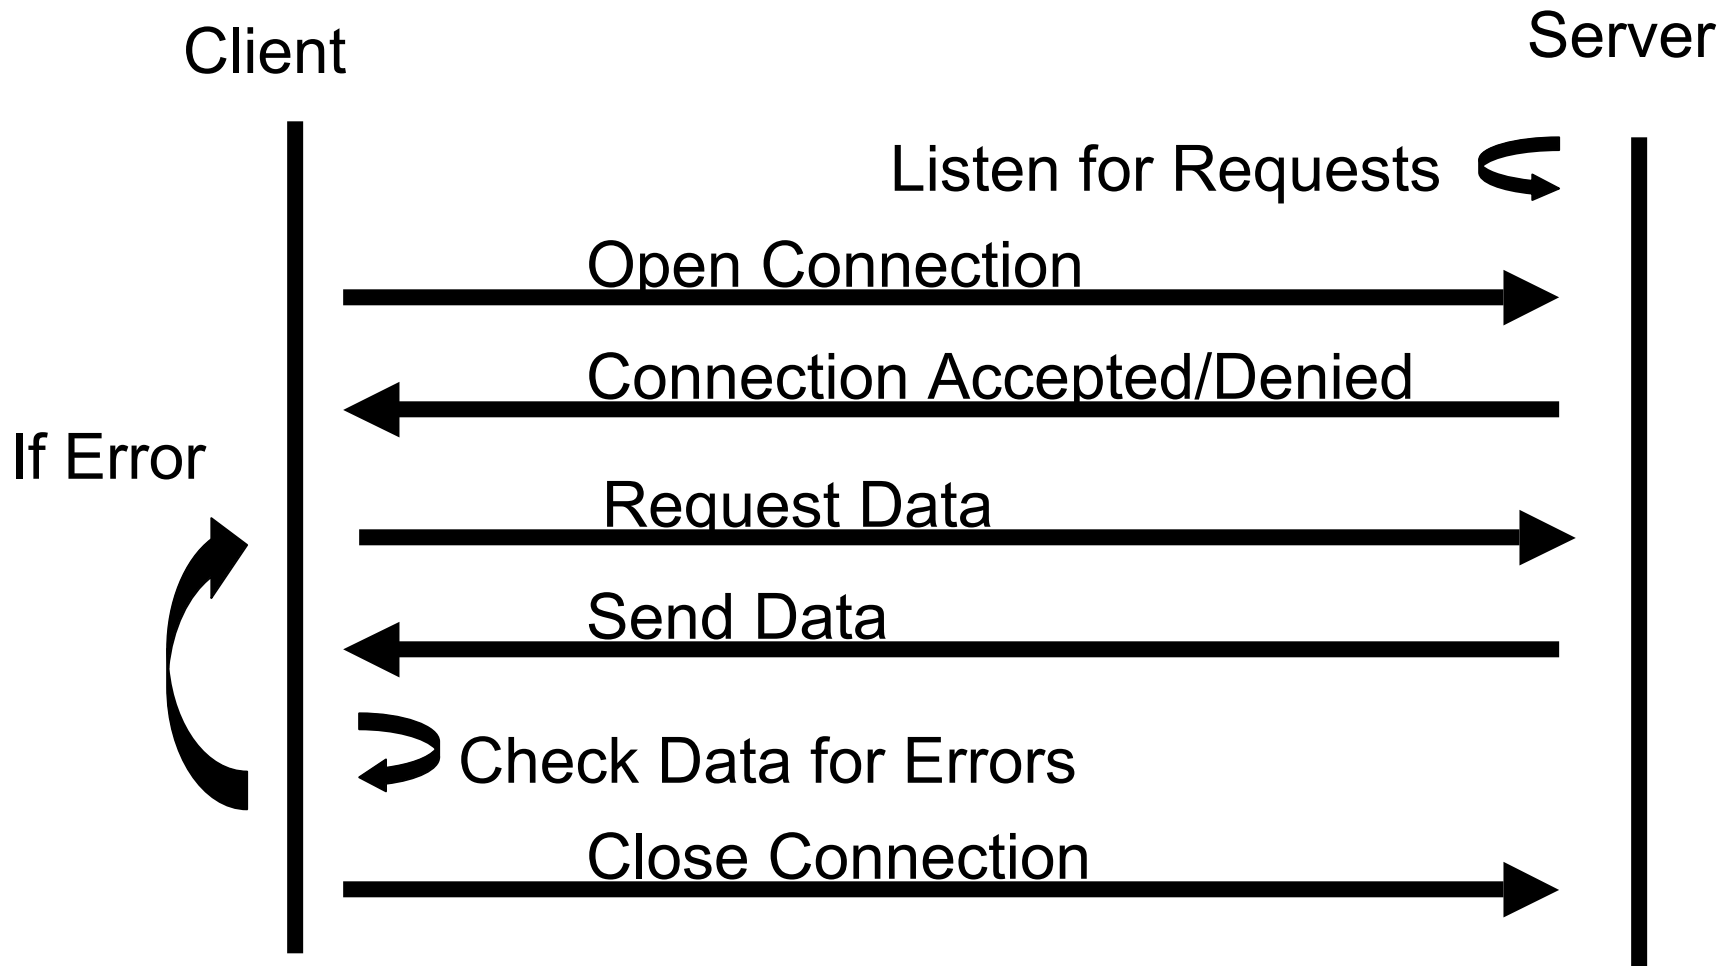 Client
Server
Listen for Requests
Open Connection
Connection Accepted/Denied
If Error
Request Data
Send Data
Check Data for Errors
Close Connection